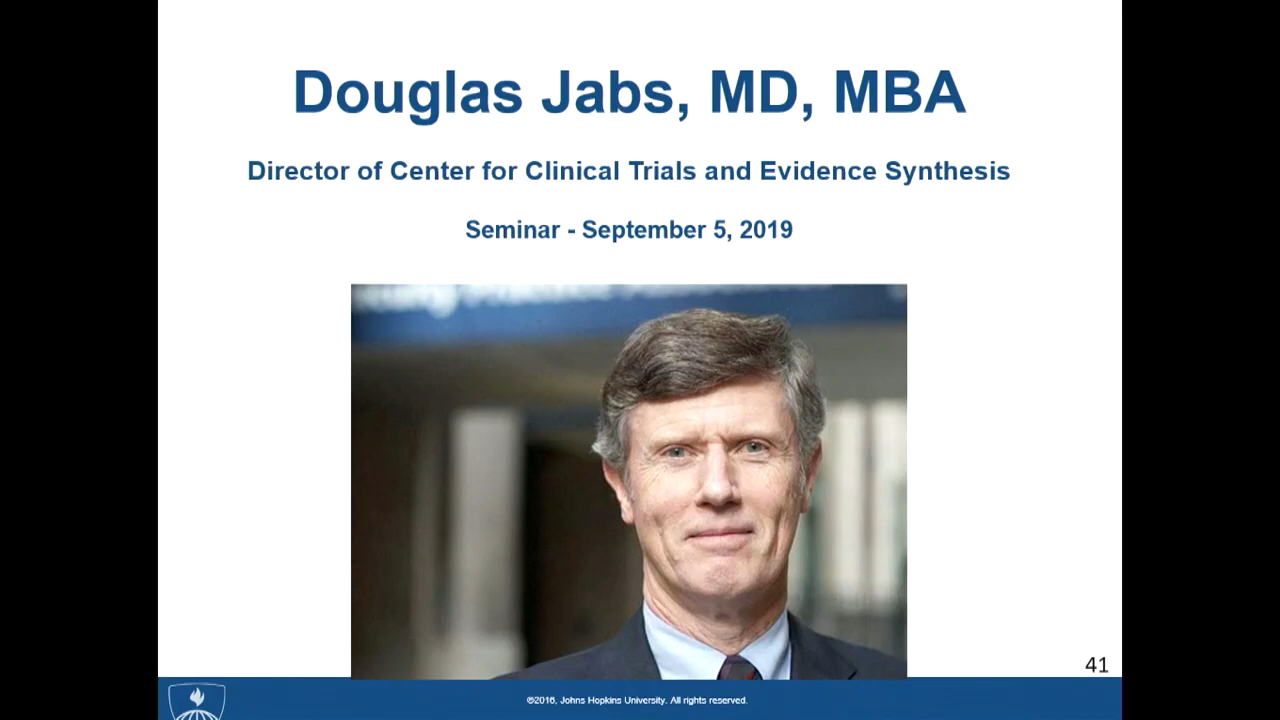 Douglas Jabs, MD, MBA
Director of Center for Clinical Trials and Evidence Synthesis
Seminar - September 5, 2019
41
©2016, Johns Hopkins University. All rights reserved.